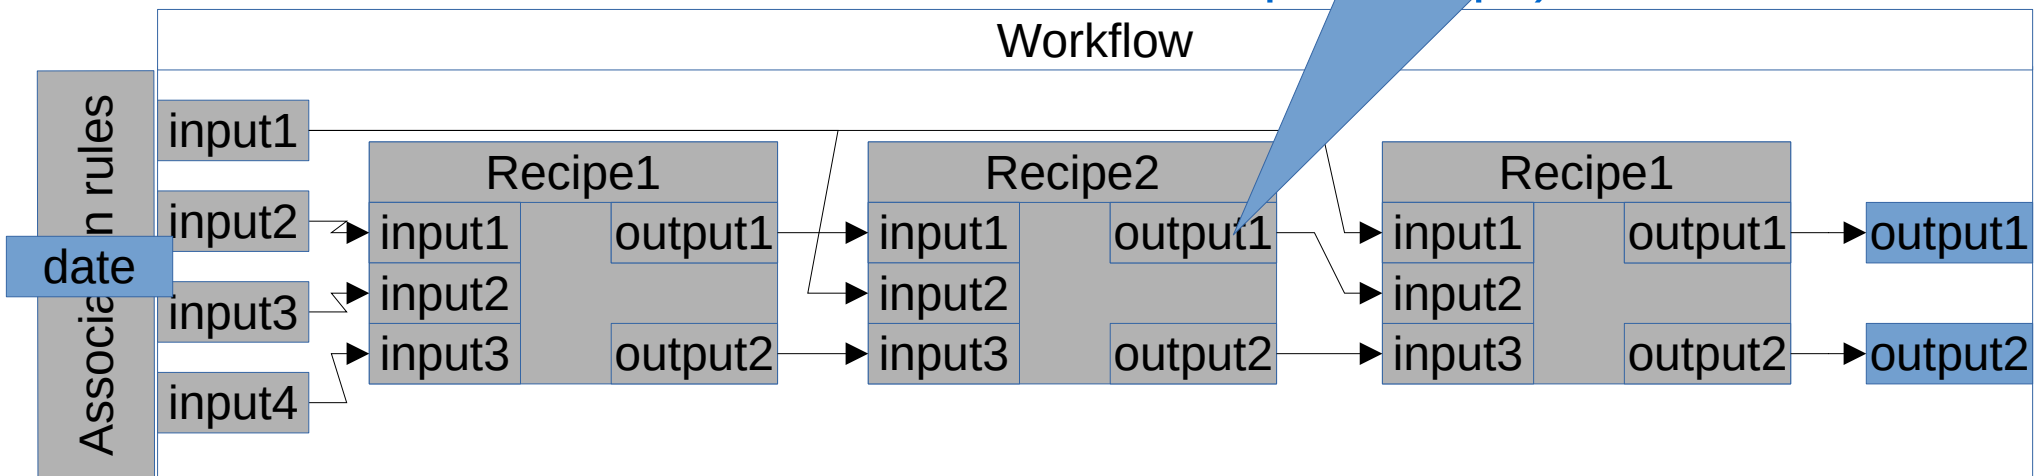 Workflow
Association rules
date
input1
input2
input3
input4
Recipe1
input1
output1
input2
input3
output2
Recipe2
input1
output1
input2
input3
output2
Recipe1
input1
output1
input2
input3
output2
output1
output2